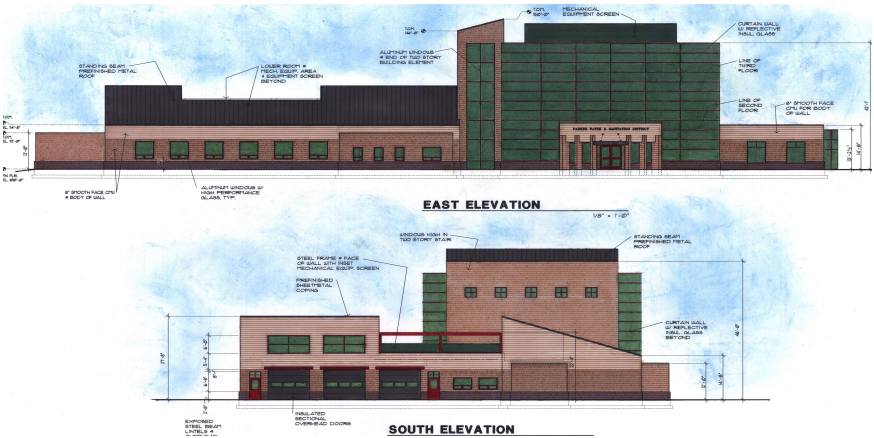 T.O.M.
MECHANICAL
EQUIPMENT SCREEN
T.O.M.
CURTAIN WALL
W/ REFLECTIVE
INSUL. GLASS
ALUMINUM WINDOWS
@ END OF TWO STORY
BUILDING ELEMENT
STANDING SEAM
PREFINISHED METAL
ROOF
LOWER ROOM @
MECH. EQUIP. AREA
& EQUIPMENT SCREEN
BEYOND
LINE OF
THIRD
FLOOR
LINE OF
SECOND
FLOOR
8" SMOOTH FACE
CMU FOR BODY
OF WALL
PARKER WATER & SANITATION DISTRICT
8" SMOOTH FACE CMU
@ BODY OF WALL
ALUMINUM WINDOWS W/
HIGH PERFORMANCE
GLASS, TYP.
EAST ELEVATION
1/8" = 1'-0"
WINDOWS HIGH IN
TWO STORY STAIR
STANDING SEAM
PREFINISHED METAL
ROOF
STEEL FRAME @ FACE
OF WALL WITH INSET
MECHANICAL EQUIP. SCREEN
PREFINISHED
SHEETMETAL
COPING
CURTAIN WALL
W/ REFLECTIVE
INSUL. GLASS
BEYOND
EXPOSED
STEEL BEAM
LINTELS @
INSULATED
SECTIONAL
OVERHEAD DOORS
SOUTH ELEVATION